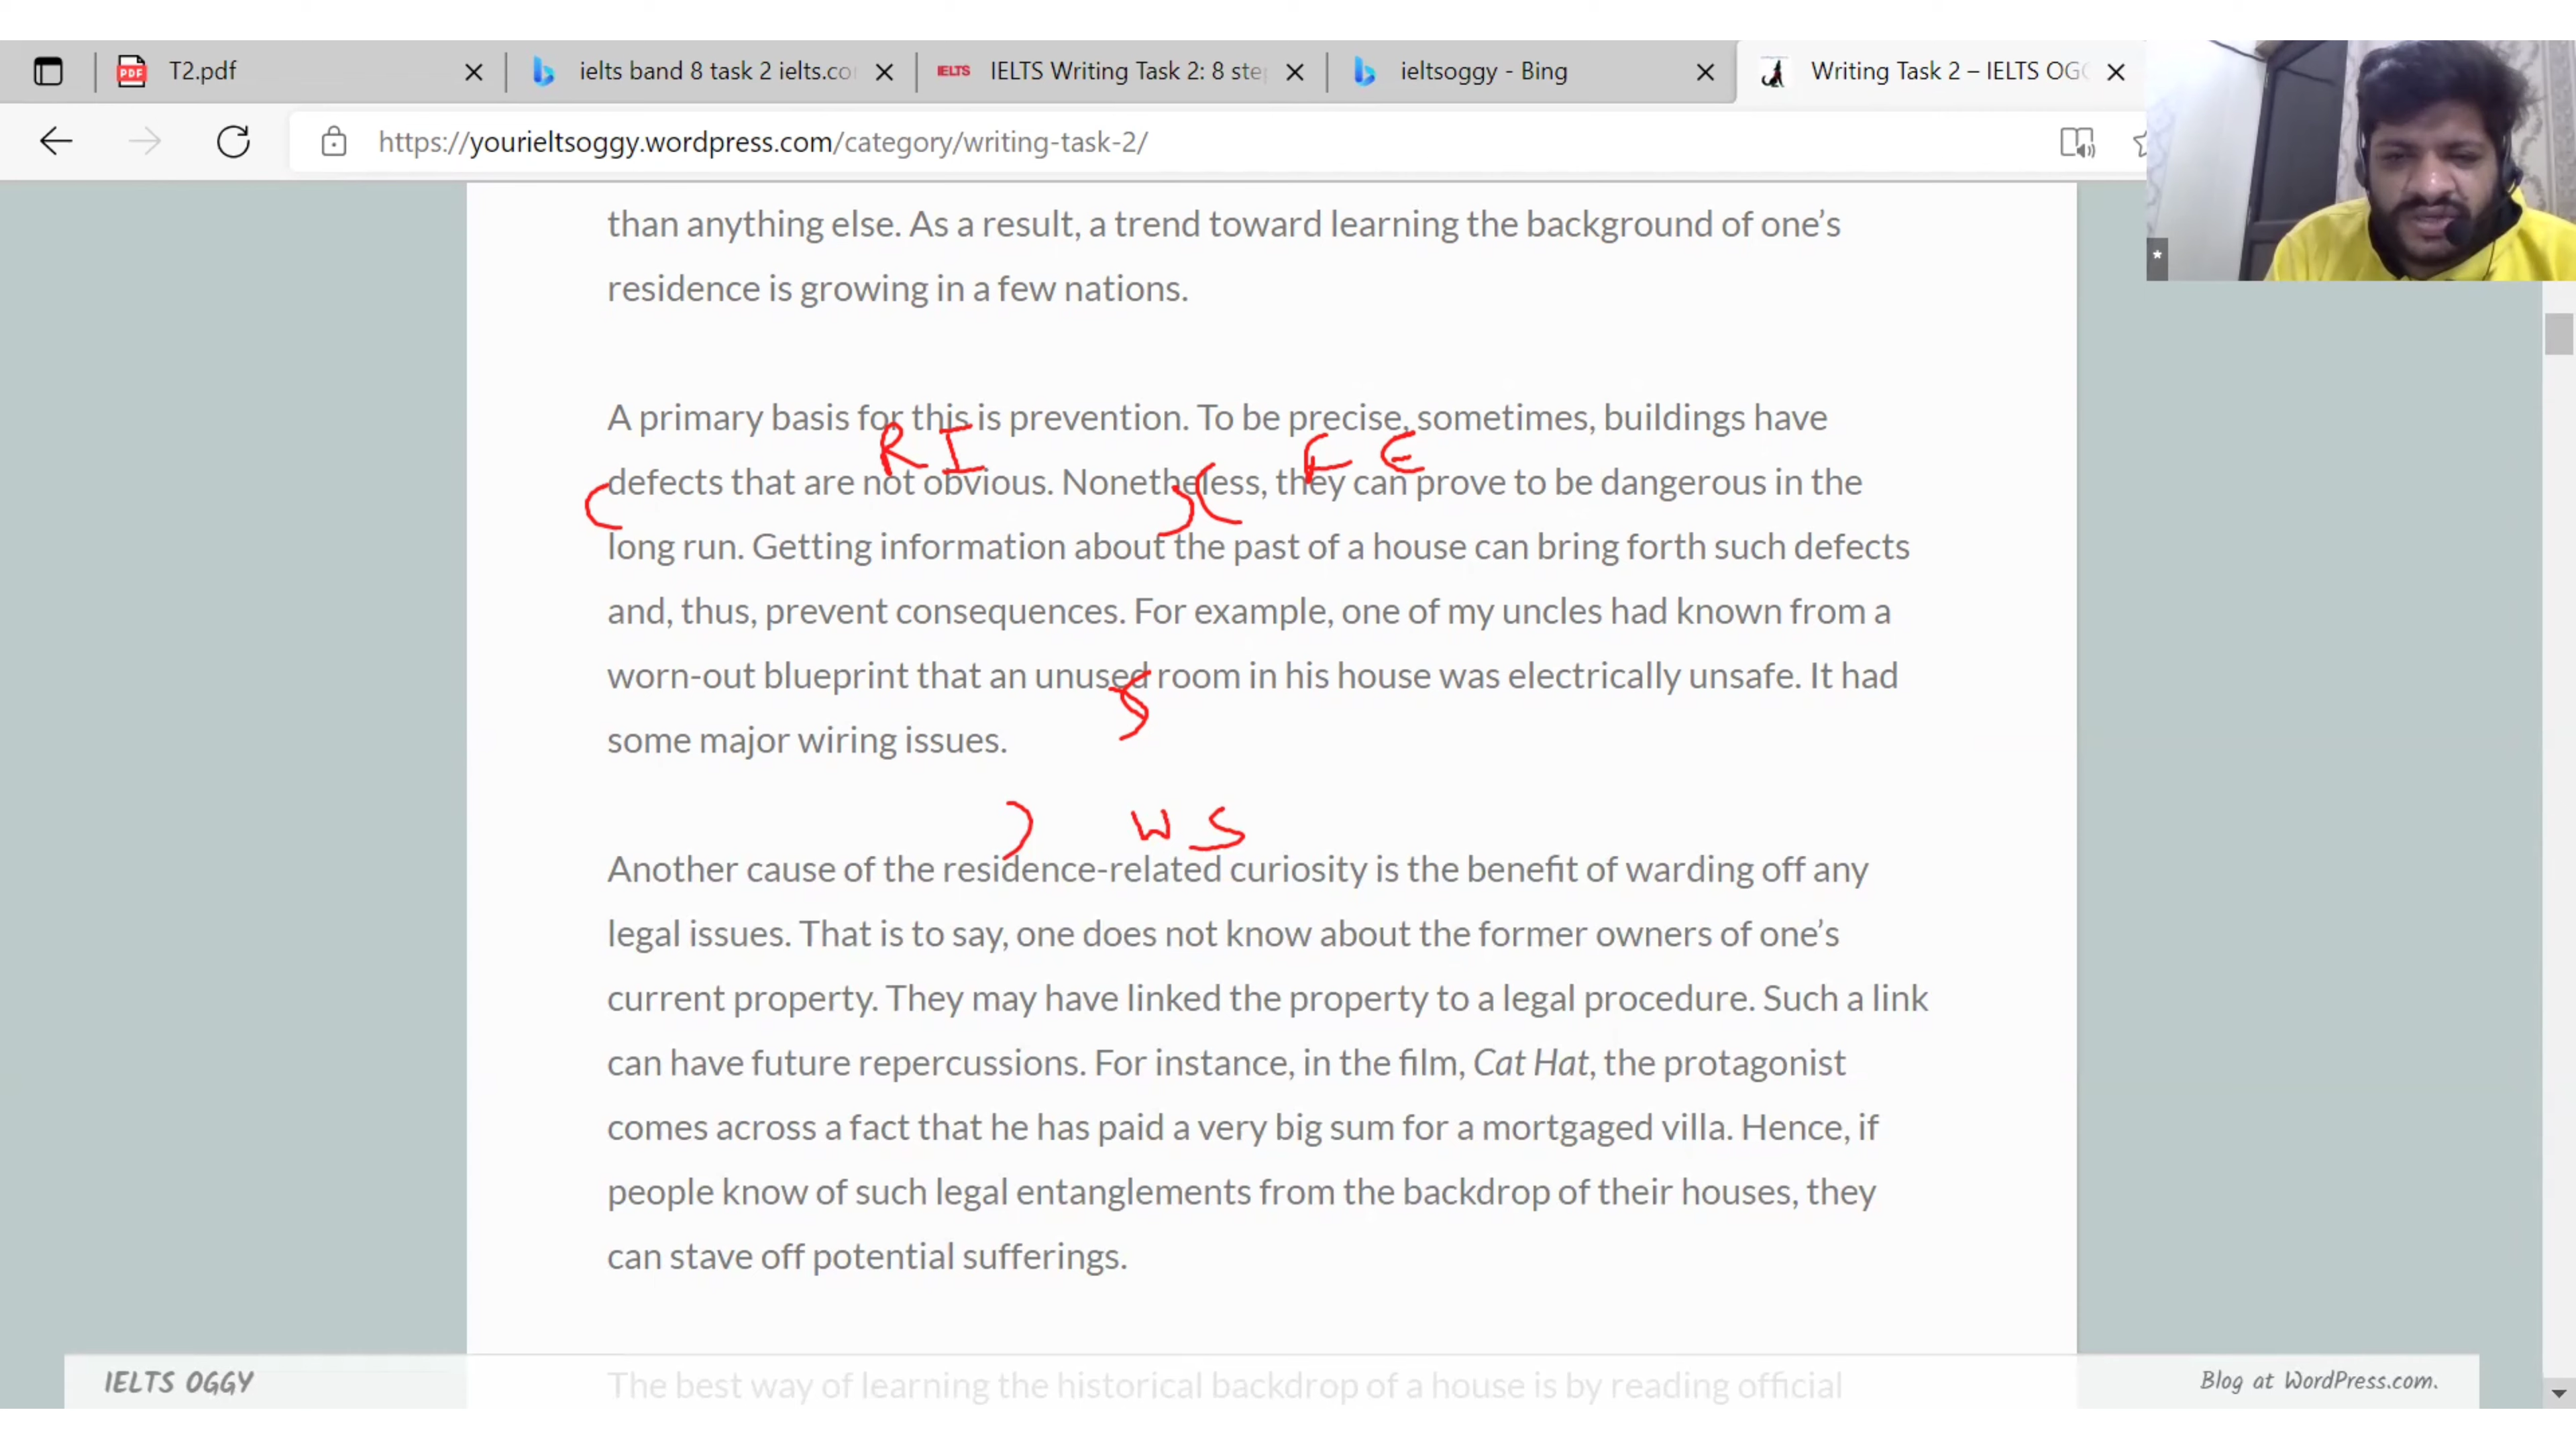 T2.pdf
ielts band 8 task 2 ielts.co
IELTS
IELTS Writing Task 2: 8 ste
ieltsoggy - Bing
Writing Task 2 – IELTS OGG
https://yourieltsoggy.wordpress.com/category/writing-task-2/
than anything else. As a result, a trend toward learning the background of one’s
residence is growing in a few nations.
A primary basis for this is prevention. To be precise, sometimes, buildings have
R I F E
defects that are not obvious. Nonetheless, they can prove to be dangerous in the
long run. Getting information about the past of a house can bring forth such defects
and, thus, prevent consequences. For example, one of my uncles had known from a
worn-out blueprint that an unused room in his house was electrically unsafe. It had
some major wiring issues.
W S
Another cause of the residence-related curiosity is the benefit of warding off any
legal issues. That is to say, one does not know about the former owners of one’s
current property. They may have linked the property to a legal procedure. Such a link
can have future repercussions. For instance, in the film, Cat Hat, the protagonist
comes across a fact that he has paid a very big sum for a mortgaged villa. Hence, if
people know of such legal entanglements from the backdrop of their houses, they
can stave off potential sufferings.
The best way of learning the historical backdrop of a house is by reading official
IELTS OGGY
Blog at WordPress.com.